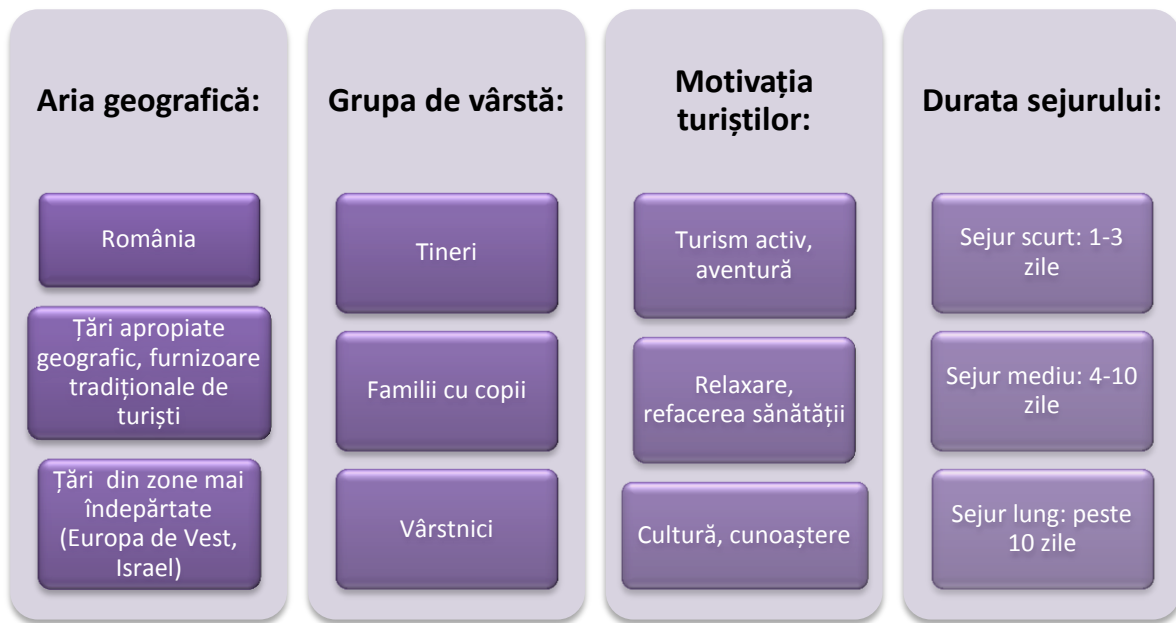 Aria geografică:
România
Țări apropiate
geografic, furnizoare
tradiționale de
turiști
Țări din zone mai
îndepărtate
(Europa de Vest,
Israel)
Grupa de vârstă:
Tineri
Familii cu copii
Vârstnici
Motivația
turiștilor:
Turism activ,
aventură
Relaxare,
refacerea sănătății
Cultură, cunoaștere
Durata sejurului:
Sejur scurt: 1-3
zile
Sejur mediu: 4-10
zile
Sejur lung: peste
10 zile